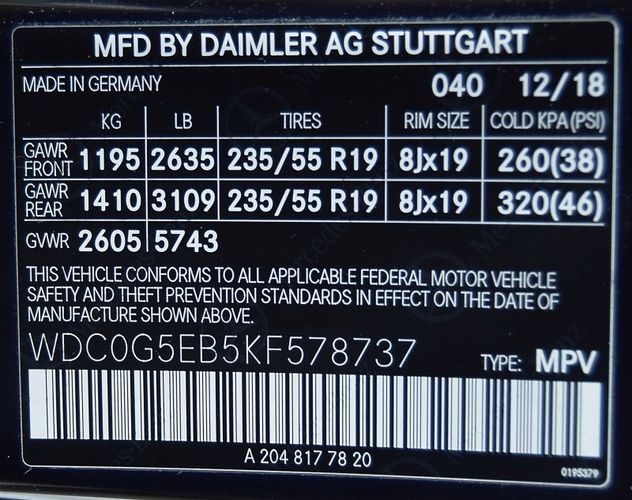 MFD BY DAIMLER AG STUTTGART
MADE IN GERMANY 040 12/18
KG LB TIRES RIM SIZE COLD KPA(PSI)
GAWR FRONT 1195 2635 235/55 R19 8Jx19 260(38)
GAWR REAR 1410 3109 235/55 R19 8Jx19 320(46)
GVWR 2605 5743
THIS VEHICLE CONFORMS TO ALL APPLICABLE FEDERAL MOTOR VEHICLE
SAFETY AND THEFT PREVENTION STANDARDS IN EFFECT ON THE DATE OF
MANUFACTURE SHOWN ABOVE.
WDC0G5EB5KF578737 TYPE: MPV
A 204 817 78 20
0195379